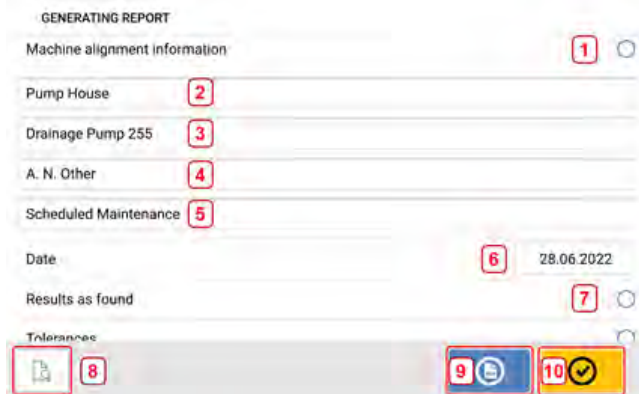 GENERATING REPORT
Machine alignment information 1
Pump House 2
Drainage Pump 255 3
A. N. Other 4
Scheduled Maintenance 5
Date 6 28.06.2022
Results as found 7
Tolerances
8 9 10